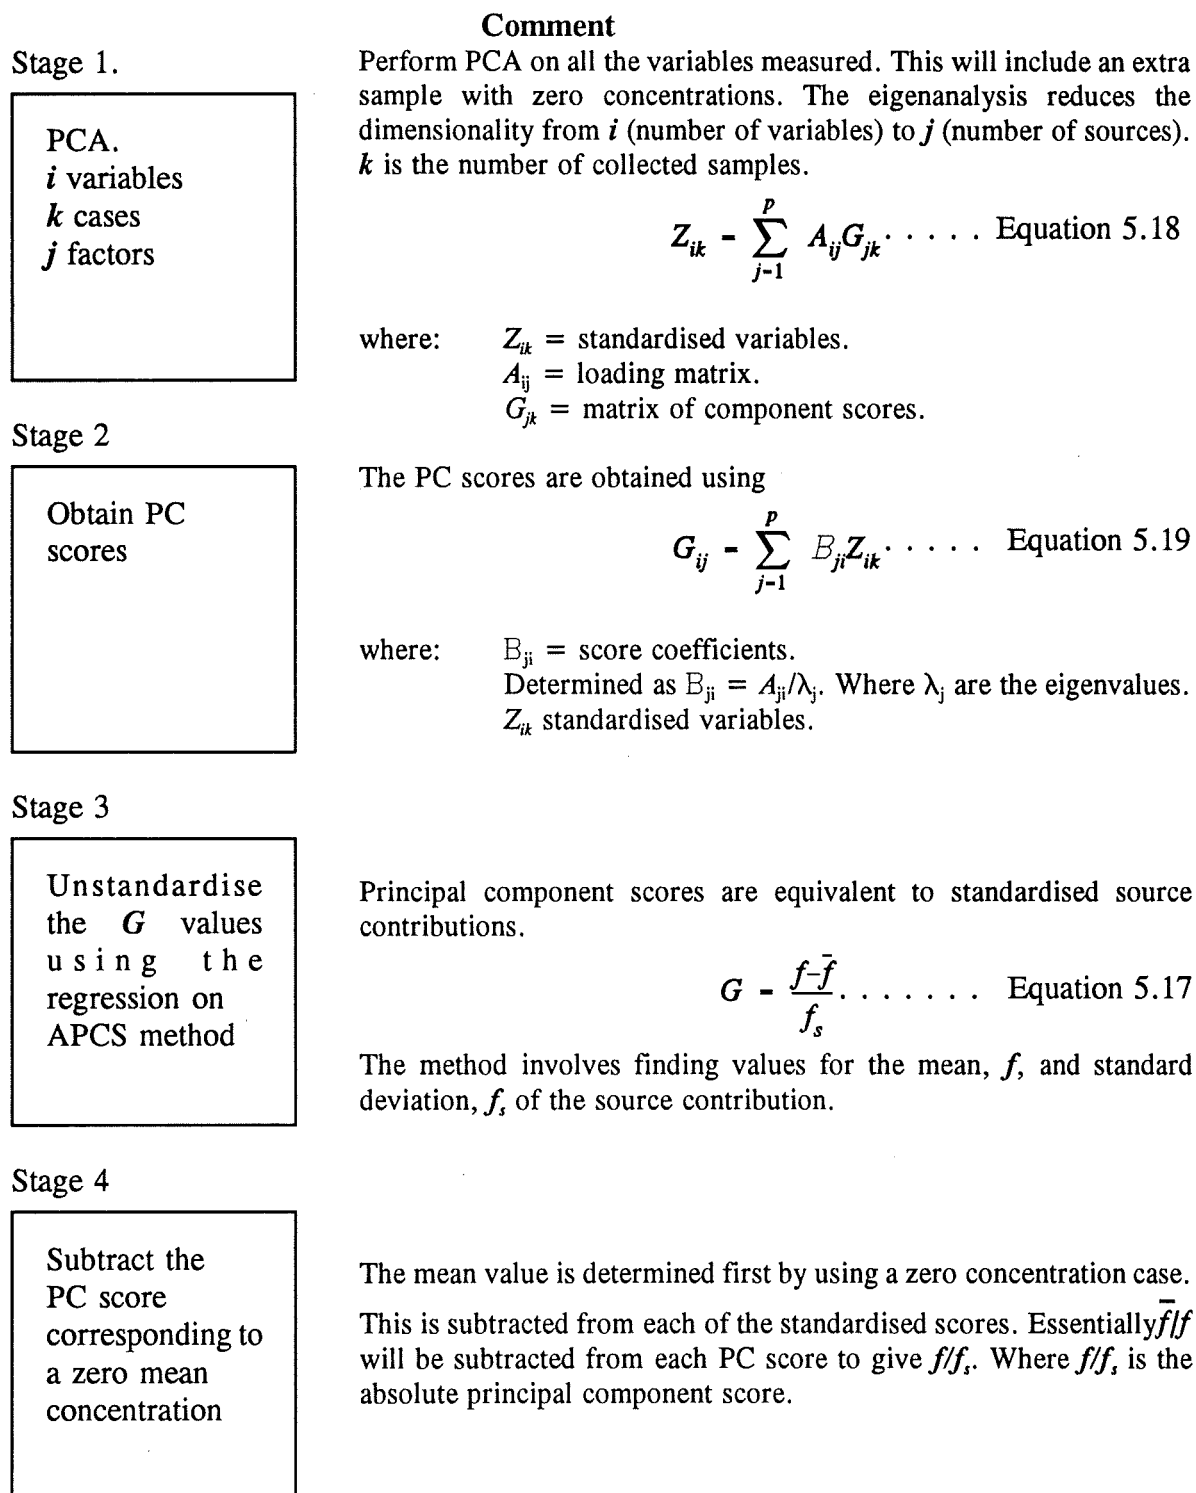 Comment
Stage 1.
Perform PCA on all the variables measured. This will include an extra
sample with zero concentrations. The eigenanalysis reduces the
dimensionality from i (number of variables) to j (number of sources).
k is the number of collected samples.
PCA.
i variables
k cases
j factors
Z_ik = ∑_{j=1}^{p} A_ij G_jk . . . . . Equation 5.18
where: Z_ik = standardised variables.
A_ij = loading matrix.
G_jk = matrix of component scores.
Stage 2
Obtain PC
scores
The PC scores are obtained using
G_ij = ∑_{j=1}^{p} B_ji Z_ik . . . . . Equation 5.19
where: B_ji = score coefficients.
Determined as B_ji = A_ji/λ_j. Where λ_j are the eigenvalues.
Z_ik standardised variables.
Stage 3
Unstandardise
the G values
using the
regression on
APCS method
Principal component scores are equivalent to standardised source
contributions.
G = (f–f̄)/f_s . . . . . . . Equation 5.17
The method involves finding values for the mean, f, and standard
deviation, f_s of the source contribution.
Stage 4
Subtract the
PC score
corresponding to
a zero mean
concentration
The mean value is determined first by using a zero concentration case.
This is subtracted from each of the standardised scores. Essentially f̄/f
will be subtracted from each PC score to give f/f_s. Where f/f_s is the
absolute principal component score.